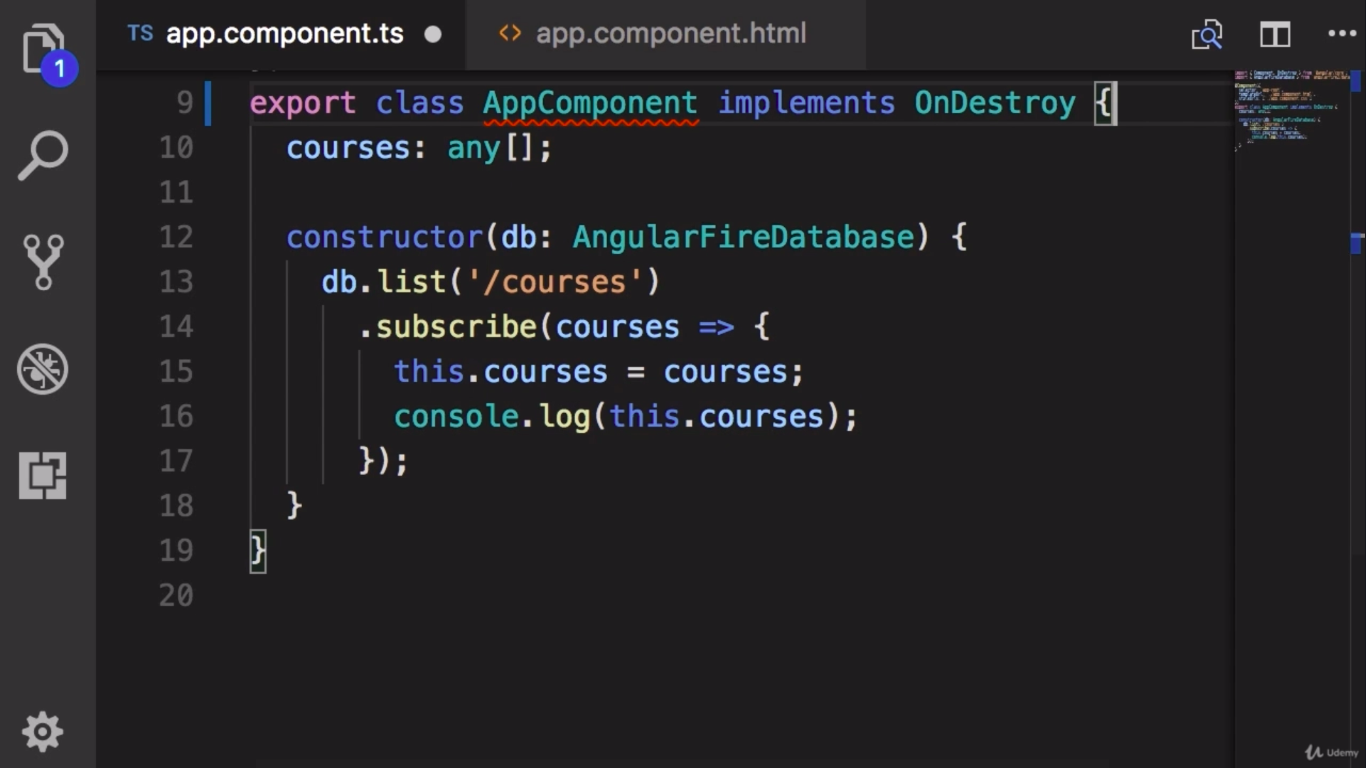 1
TS app.component.ts
<> app.component.html
9 export class AppComponent implements OnDestroy {
10 courses: any[];
11
12 constructor(db: AngularFireDatabase) {
13 db.list('/courses')
14 .subscribe(courses => {
15 this.courses = courses;
16 console.log(this.courses);
17 });
18 }
19 }
20
Udemy